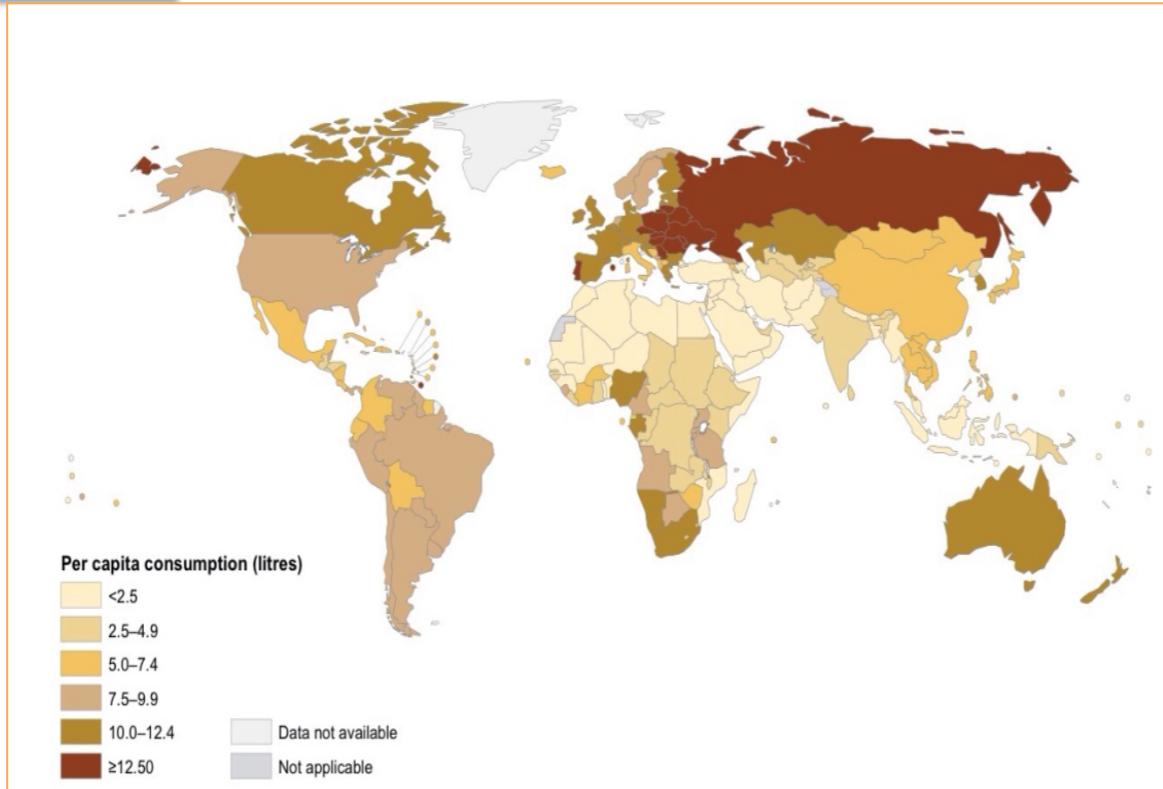 Per capita consumption (litres)
<2.5
2.5–4.9
5.0–7.4
7.5–9.9
10.0–12.4
≥12.50
Data not available
Not applicable